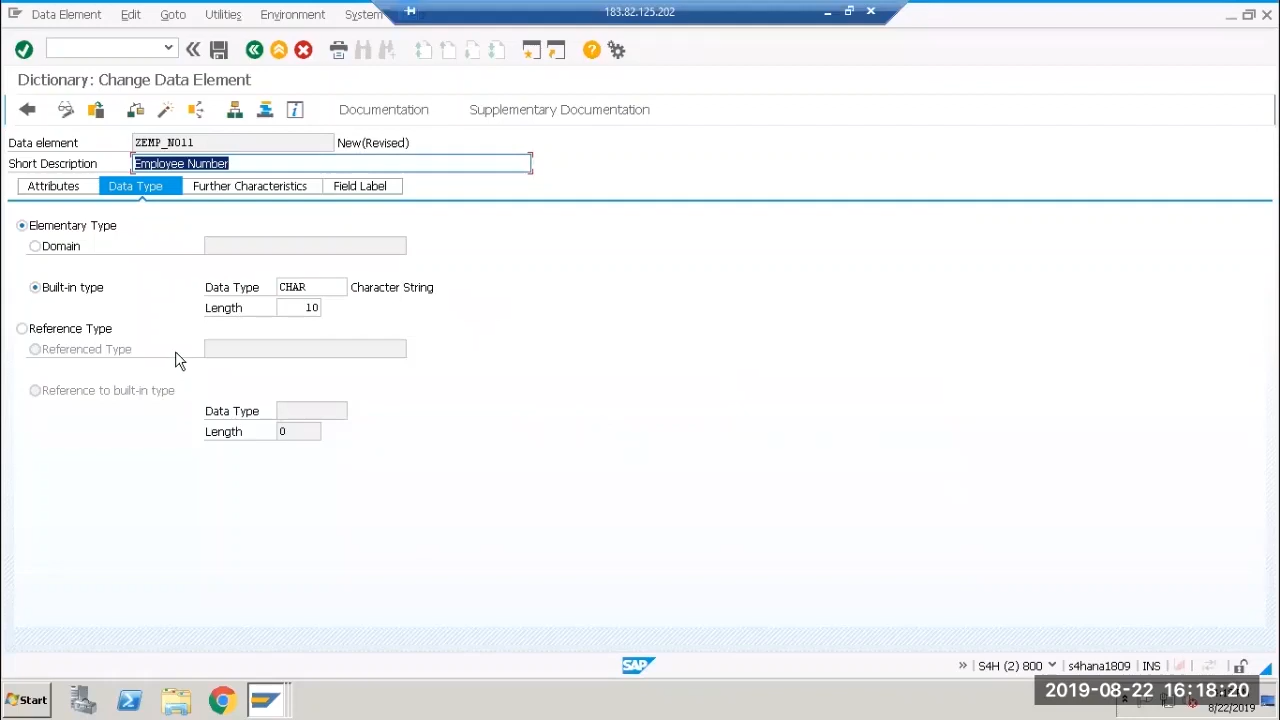 Data Element Edit Goto Utilities Environment System 183.82.125.202
Dictionary: Change Data Element
Documentation Supplementary Documentation
Data element ZEMP_NO11 New(Revised)
Short Description Employee Number
Attributes Data Type Further Characteristics Field Label
Elementary Type
Domain
Built-in type Data Type CHAR Character String
Length 10
Reference Type
Referenced Type
Reference to built-in type
Data Type
Length 0
SAP S4H (2) 800 s4hana1809 INS
Start 2019-08-22 16:18:20
8/22/2019